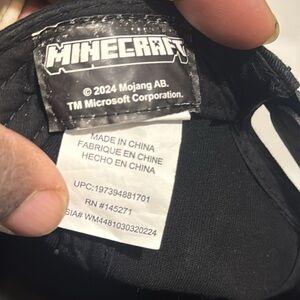 MINECRAFT
© 2024 Mojang AB.
TM Microsoft Corporation.
MADE IN CHINA
FABRIQUE EN CHINE
HECHO EN CHINA
UPC:197394881701
RN #145271
SIA# WM4481030320224